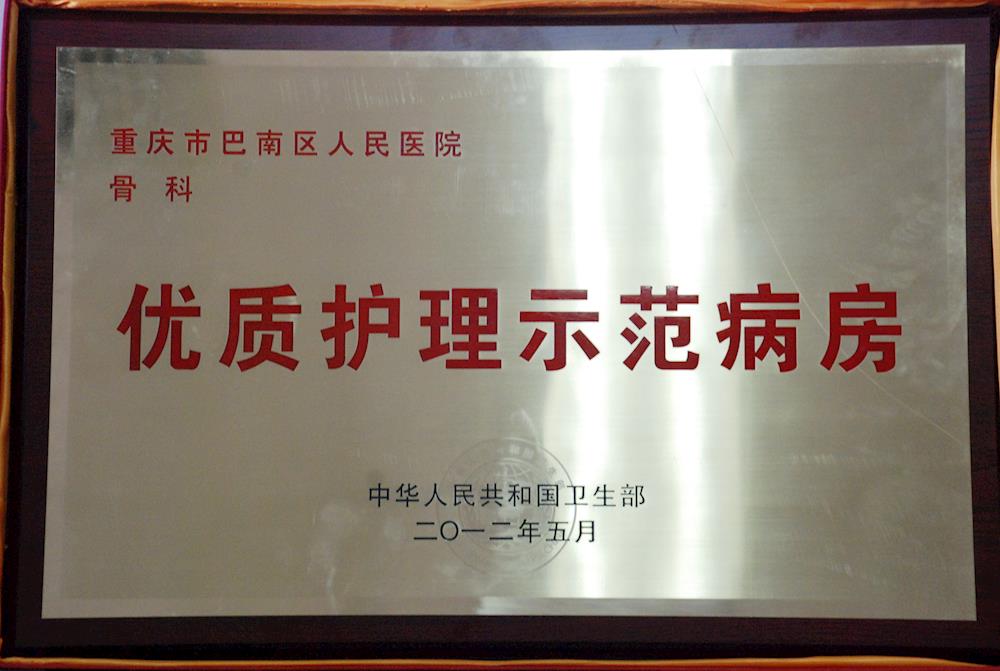 重庆市巴南区人民医院
骨科
优质护理示范病房
中华人民共和国卫生部
二〇一二年五月